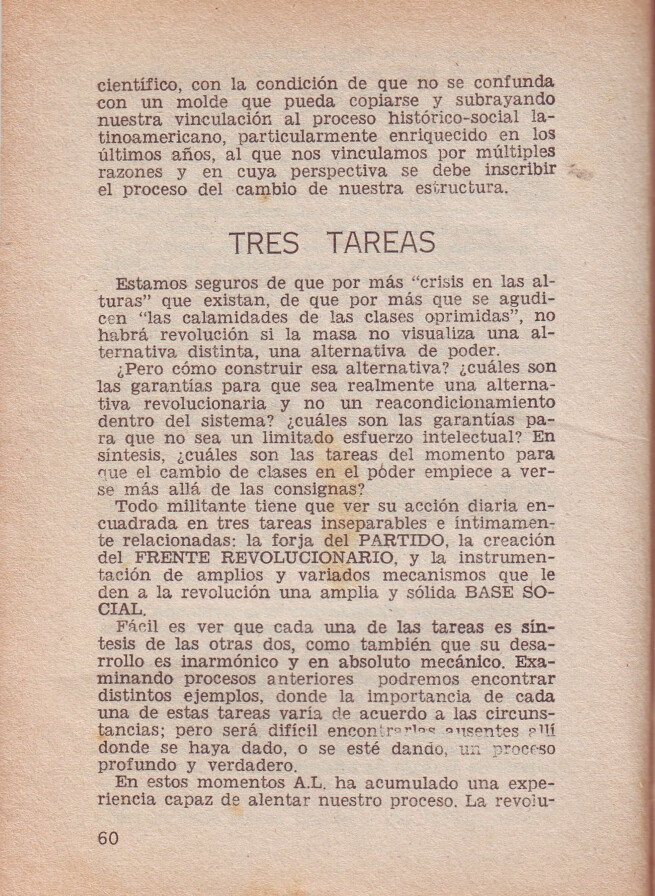 científico, con la condición de que no se confunda
con un molde que pueda copiarse y subrayando
nuestra vinculación al proceso histórico-social la-
tinoamericano, particularmente enriquecido en los
últimos años, al que nos vinculamos por múltiples
razones y en cuya perspectiva se debe inscribir
el proceso del cambio de nuestra estructura.
TRES TAREAS
Estamos seguros de que por más "crisis en las al-
turas" que existan, de que por más que se agudi-
cen "las calamidades de las clases oprimidas", no
habrá revolución si la masa no visualiza una al-
ternativa distinta, una alternativa de poder.
¿Pero cómo construir esa alternativa? ¿cuáles son
las garantías para que sea realmente una alterna-
tiva revolucionaria y no un reacondicionamiento
dentro del sistema? ¿cuáles son las garantías pa-
ra que no sea un limitado esfuerzo intelectual? En
síntesis, ¿cuáles son las tareas del momento para
que el cambio de clases en el póder empiece a ver-
se más allá de las consignas?
Todo militante tiene que ver su acción diaria en-
cuadrada en tres tareas inseparables e íntimamen-
te relacionadas: la forja del PARTIDO, la creación
del FRENTE REVOLUCIONARIO, y la instrumen-
tación de amplios y variados mecanismos que le
den a la revolución una amplia y sólida BASE SO-
CIAL.
Fácil es ver que cada una de las tareas es sín-
tesis de las otras dos, como también que su desa-
rrollo es inarmónico y en absoluto mecánico. Exa-
minando procesos anteriores podremos encontrar
distintos ejemplos, donde la importancia de cada
una de estas tareas varía de acuerdo a las circuns-
tancias; pero será difícil encontrarlas ausentes allí
donde se haya dado, o se esté dando, un proceso
profundo y verdadero.
En estos momentos A.L. ha acumulado una expe-
riencia capaz de alentar nuestro proceso. La revolu-
60